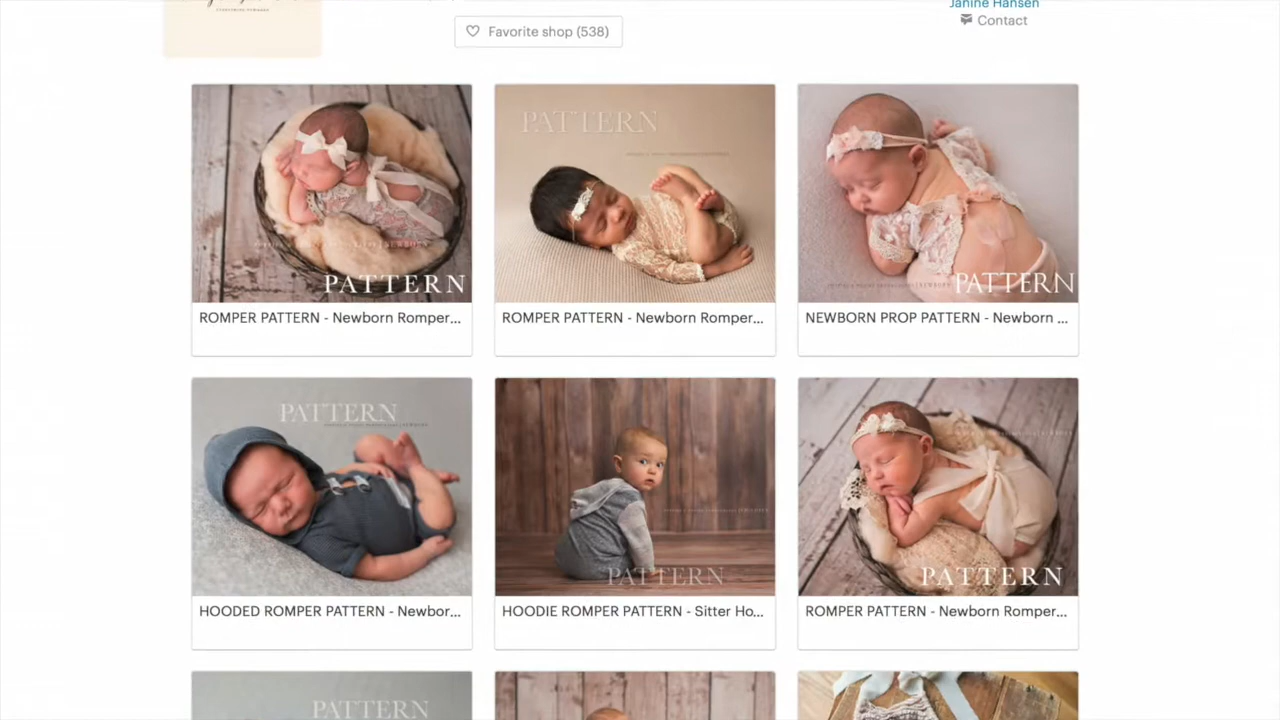 Janine Hansen
Favorite shop (538)
Contact
PATTERN
ROMPER PATTERN - Newborn Romper...
PATTERN
ROMPER PATTERN - Newborn Romper...
PATTERN
NEWBORN PROP PATTERN - Newborn ...
PATTERN
HOODED ROMPER PATTERN - Newbor...
PATTERN
HOODIE ROMPER PATTERN - Sitter Ho...
PATTERN
ROMPER PATTERN - Newborn Romper...
PATTERN